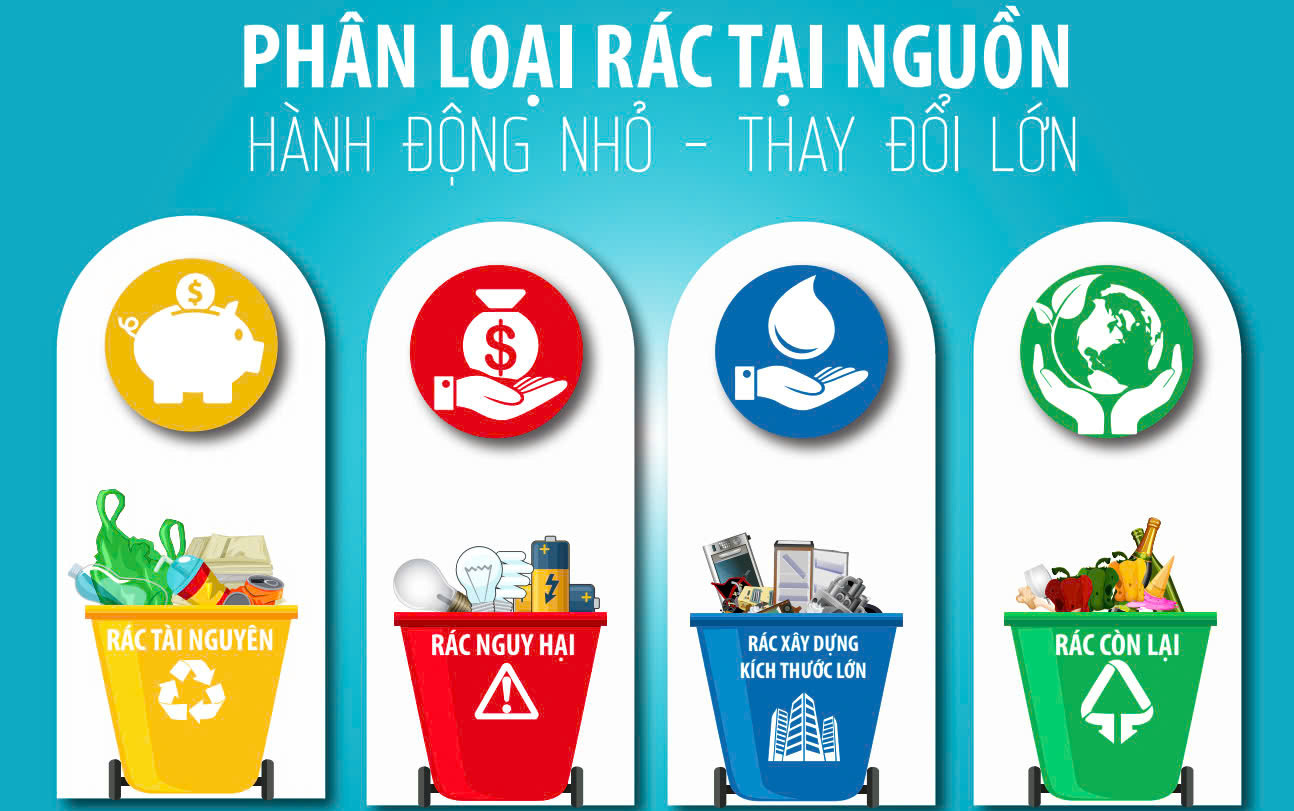 PHÂN LOẠI RÁC TẠI NGUỒN
HÀNH ĐỘNG NHỎ - THAY ĐỔI LỚN
$
$
RÁC TÀI NGUYÊN
RÁC NGUY HẠI
RÁC XÂY DỰNG
KÍCH THƯỚC LỚN
RÁC CÒN LẠI